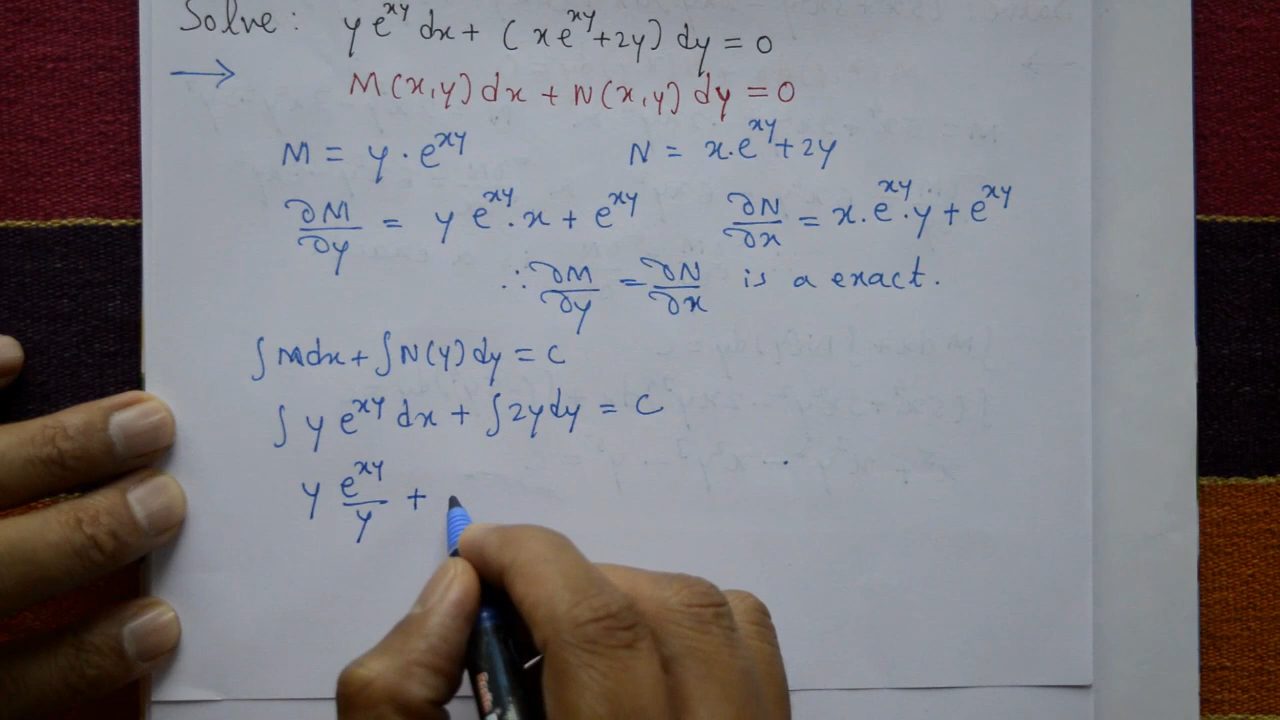 Solve: y e^{xy} dx + (x e^{xy} + 2y) dy = 0
→ M(x,y) dx + N(x,y) dy = 0
M = y · e^{xy} N = x · e^{xy} + 2y
∂M/∂y = y e^{xy} · x + e^{xy} ∂N/∂x = x · e^{xy} · y + e^{xy}
∴ ∂M/∂y = ∂N/∂x is a exact.
∫ M dx + ∫ N(y) dy = C
∫ y e^{xy} dx + ∫ 2y dy = C
y e^{xy}/y +